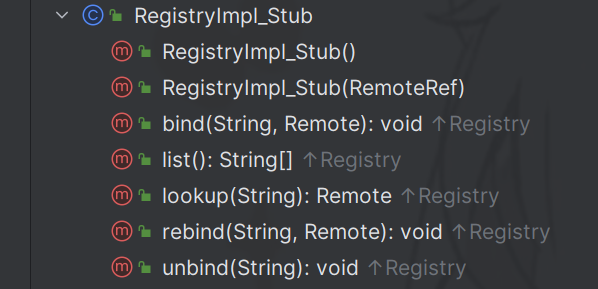 RegistryImpl_Stub
RegistryImpl_Stub()
RegistryImpl_Stub(RemoteRef)
bind(String, Remote): void ↑Registry
list(): String[] ↑Registry
lookup(String): Remote ↑Registry
rebind(String, Remote): void ↑Registry
unbind(String): void ↑Registry